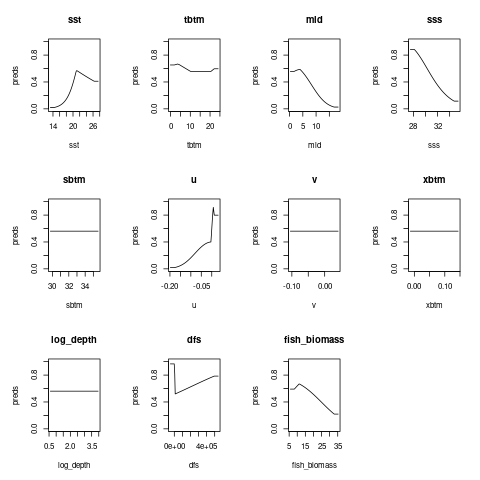 sst tbtm mld sss
preds 0.0 0.4 0.8 preds 0.0 0.4 0.8 preds 0.0 0.4 0.8 preds 0.0 0.4 0.8
14 20 26 0 10 20 0 5 10 28 32
sst tbtm mld sss
sbtm u v xbtm
preds 0.0 0.4 0.8 preds 0.0 0.4 0.8 preds 0.0 0.4 0.8 preds 0.0 0.4 0.8
30 32 34 -0.20 -0.05 -0.10 0.00 0.00 0.10
sbtm u v xbtm
log_depth dfs fish_biomass
preds 0.0 0.4 0.8 preds 0.0 0.4 0.8 preds 0.0 0.4 0.8
0.5 2.0 3.5 0e+00 4e+05 5 15 25 35
log_depth dfs fish_biomass